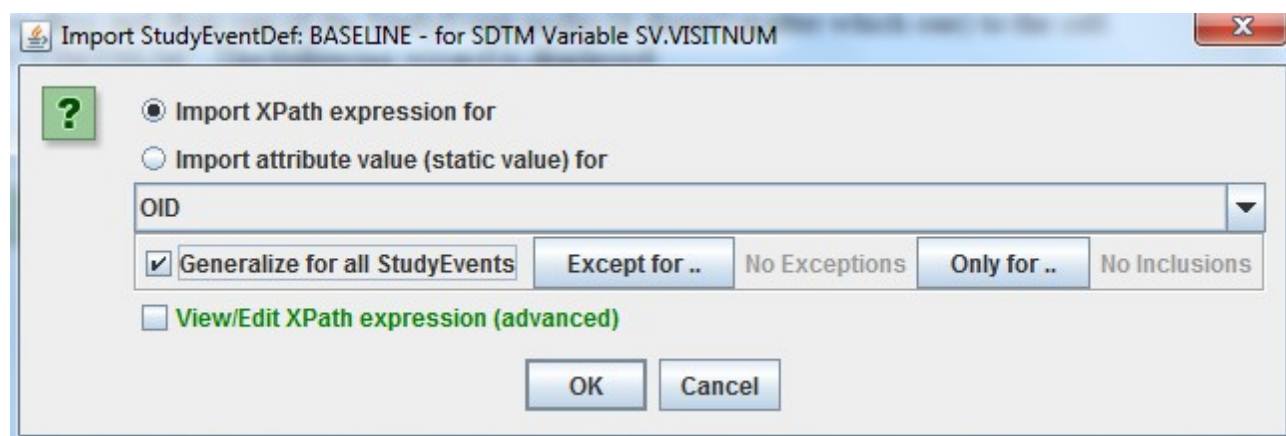 Import StudyEventDef: BASELINE - for SDTM Variable SV.VISITNUM
Import XPath expression for
Import attribute value (static value) for
OID
Generalize for all StudyEvents Except for .. No Exceptions Only for .. No Inclusions
View/Edit XPath expression (advanced)
OK Cancel